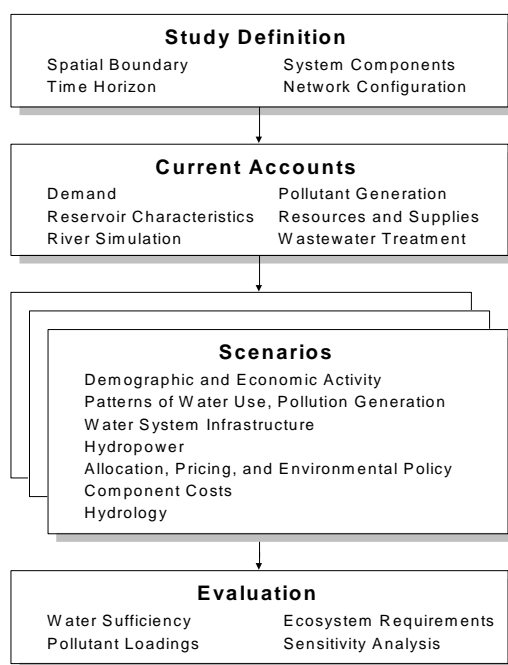 Study Definition
Spatial Boundary System Components
Time Horizon Network Configuration
Current Accounts
Demand Pollutant Generation
Reservoir Characteristics Resources and Supplies
River Simulation Wastewater Treatment
Scenarios
Demographic and Economic Activity
Patterns of Water Use, Pollution Generation
Water System Infrastructure
Hydropower
Allocation, Pricing, and Environmental Policy
Component Costs
Hydrology
Evaluation
Water Sufficiency Ecosystem Requirements
Pollutant Loadings Sensitivity Analysis